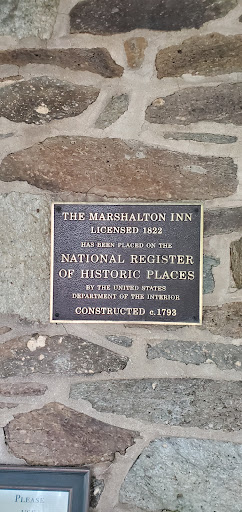 THE MARSHALTON INN
LICENSED 1822
HAS BEEN PLACED ON THE
NATIONAL REGISTER
OF HISTORIC PLACES
BY THE UNITED STATES
DEPARTMENT OF THE INTERIOR
CONSTRUCTED c.1793
PLEASE